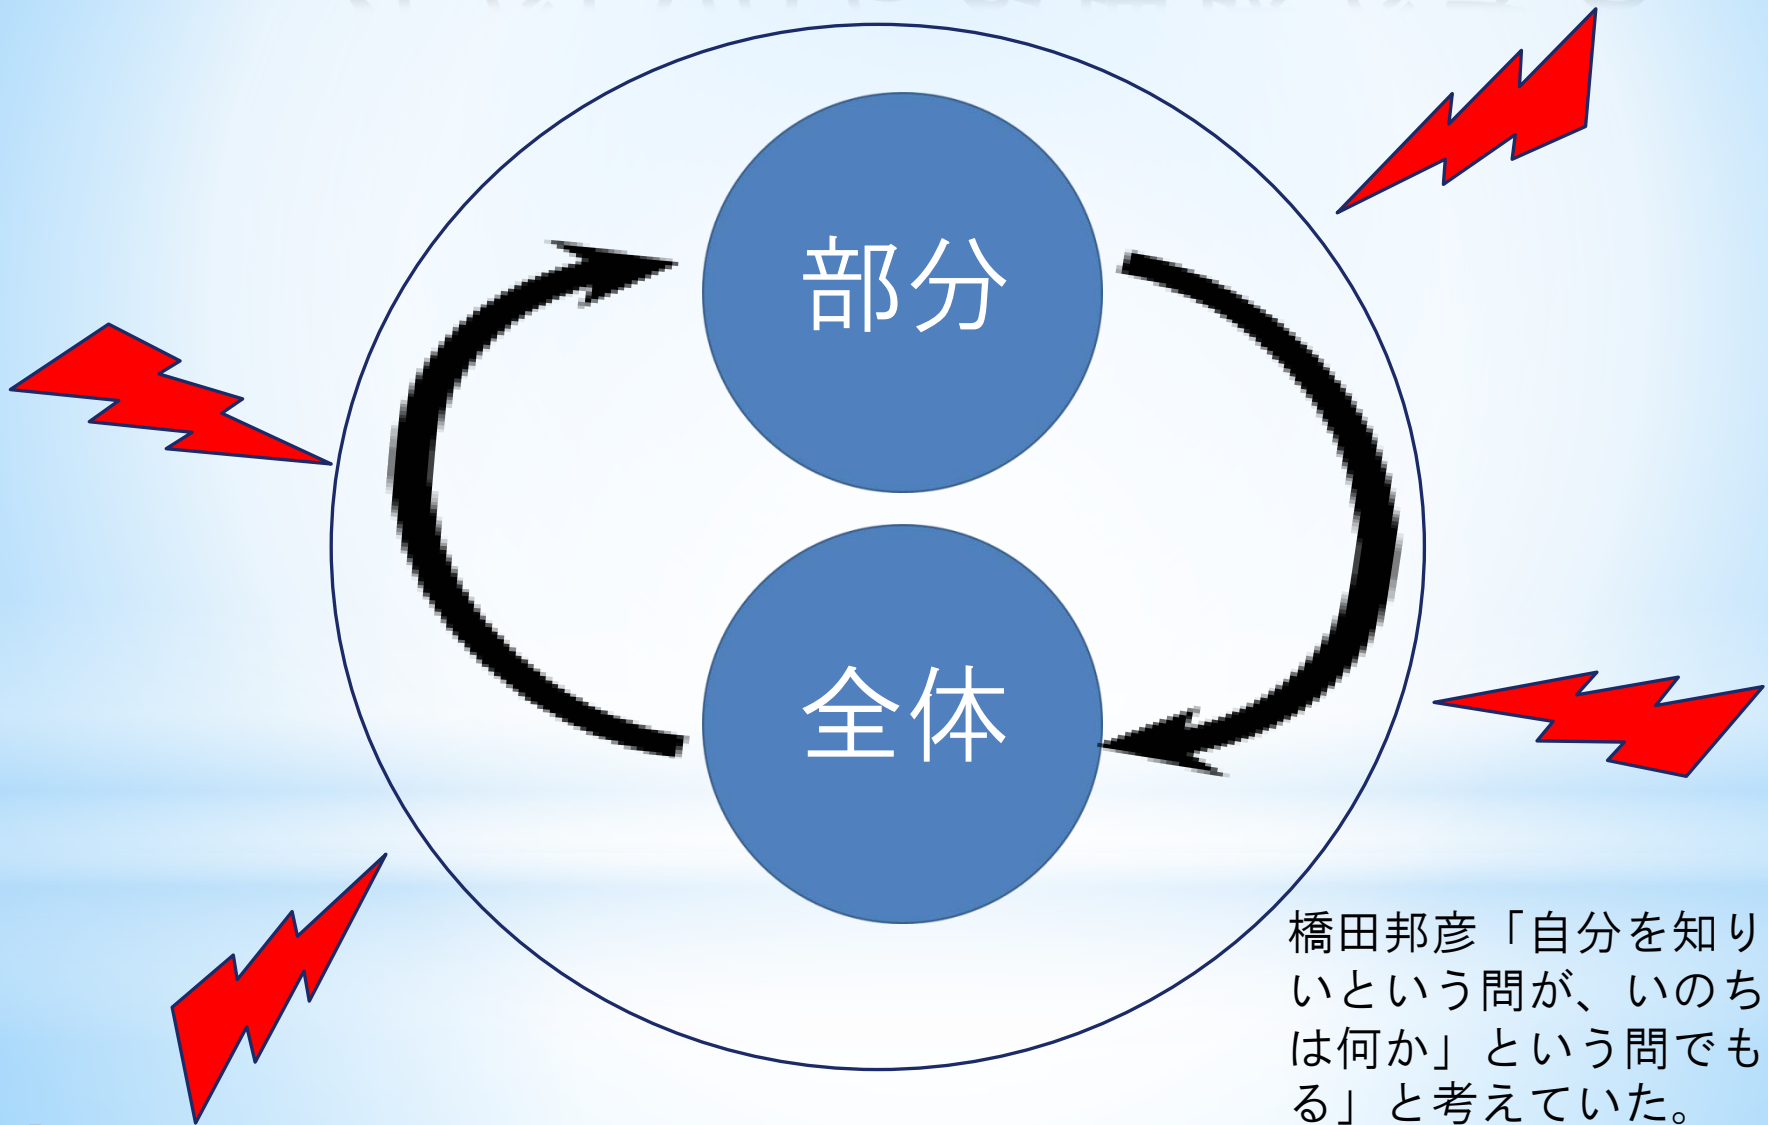 部分
全体
橋田邦彦「自分を知り
いという問が、いのち
は何か」という問でも
る」と考えていた。